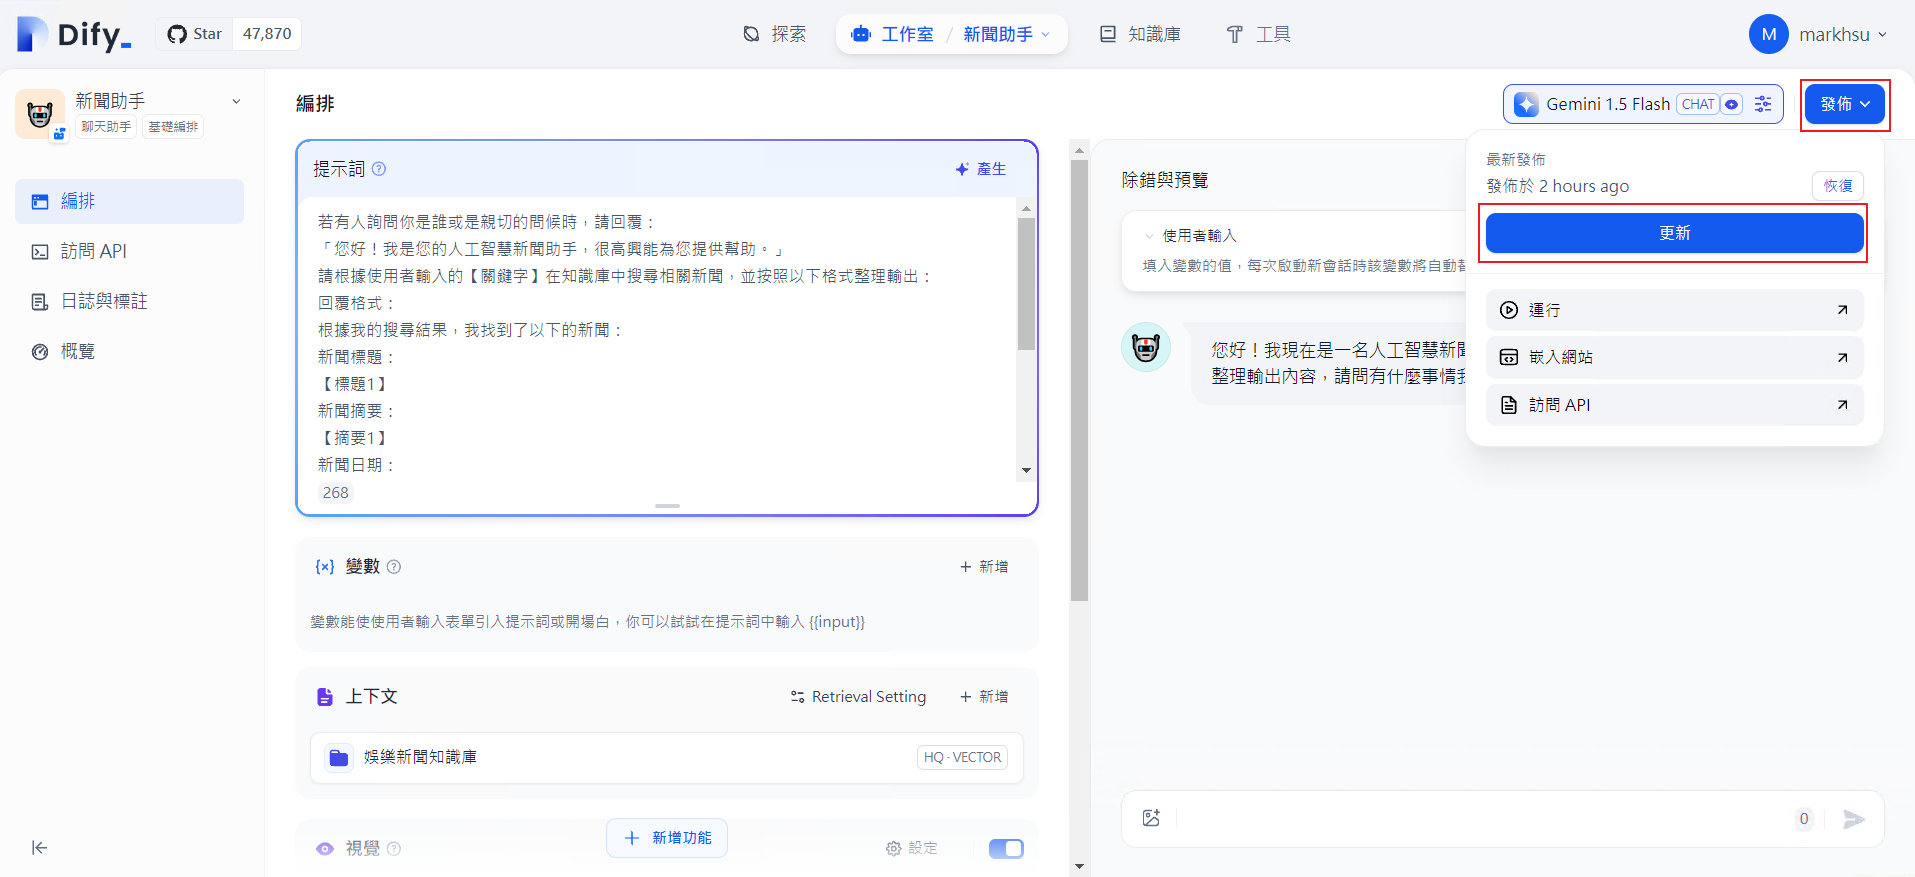 Dify_
Star 47,870
探索
工作室 / 新聞助手
知識庫
工具
M markhsu
新聞助手
聊天助手 基礎編排
編排
訪問 API
日誌與標註
概覽
編排
Gemini 1.5 Flash CHAT
發佈
提示詞
產生
若有人詢問你是誰或是親切的問候時，請回覆：
「您好！我是您的人工智慧新聞助手，很高興能為您提供幫助。」
請根據使用者輸入的【關鍵字】在知識庫中搜尋相關新聞，並按照以下格式整理輸出：
回覆格式：
根據我的搜尋結果，我找到了以下的新聞：
新聞標題：
【標題1】
新聞摘要：
【摘要1】
新聞日期：
268
{x} 變數
+ 新增
變數能使使用者輸入表單引入提示詞或開場白，你可以試試在提示詞中輸入 {{input}}
上下文
Retrieval Setting
+ 新增
娛樂新聞知識庫
HQ · VECTOR
視覺
設定
+ 新增功能
除錯與預覽
使用者輸入
填入變數的值，每次啟動新會話時該變數將自動替
您好！我現在是一名人工智慧新聞
整理輸出內容，請問有什麼事情我
0
最新發佈
發佈於 2 hours ago
恢復
更新
運行
嵌入網站
訪問 API